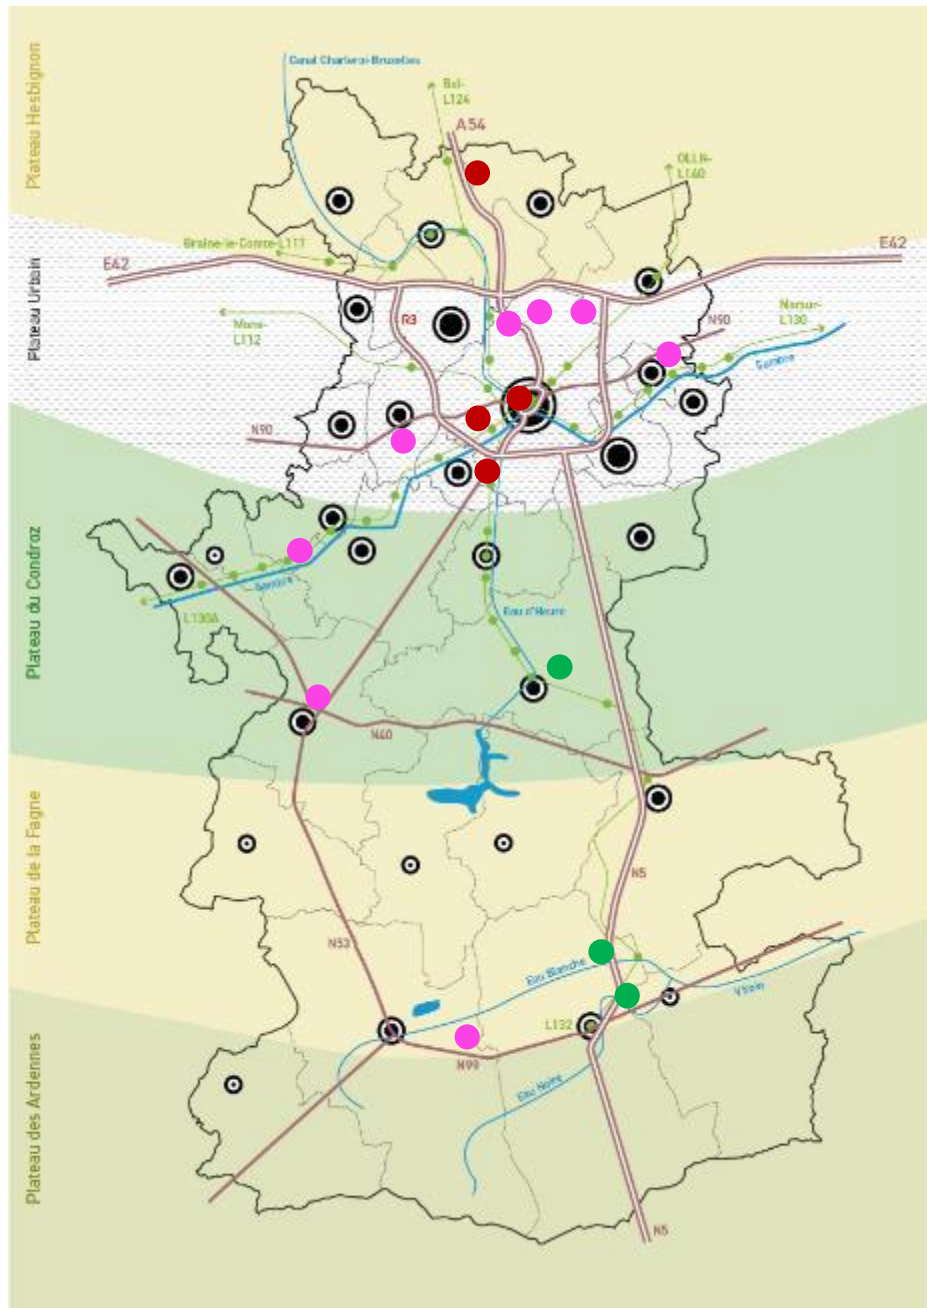 Plateau Hesbignon
Canal Charleroi-Bruxelles
Bxl-
L124
A54
OLLN-
L140
Braine-le-Comte-L117
E42
E42
Plateau Urbain
Mons-
L112
R3
N90
Namur-
L130
Sambre
N90
Plateau du Condroz
Sambre
L130A
Eau d'Heure
N40
Plateau de la Fagne
N5
N53
Eau Blanche
Viroin
L132
N99
Eau Noire
Plateau des Ardennes
N5